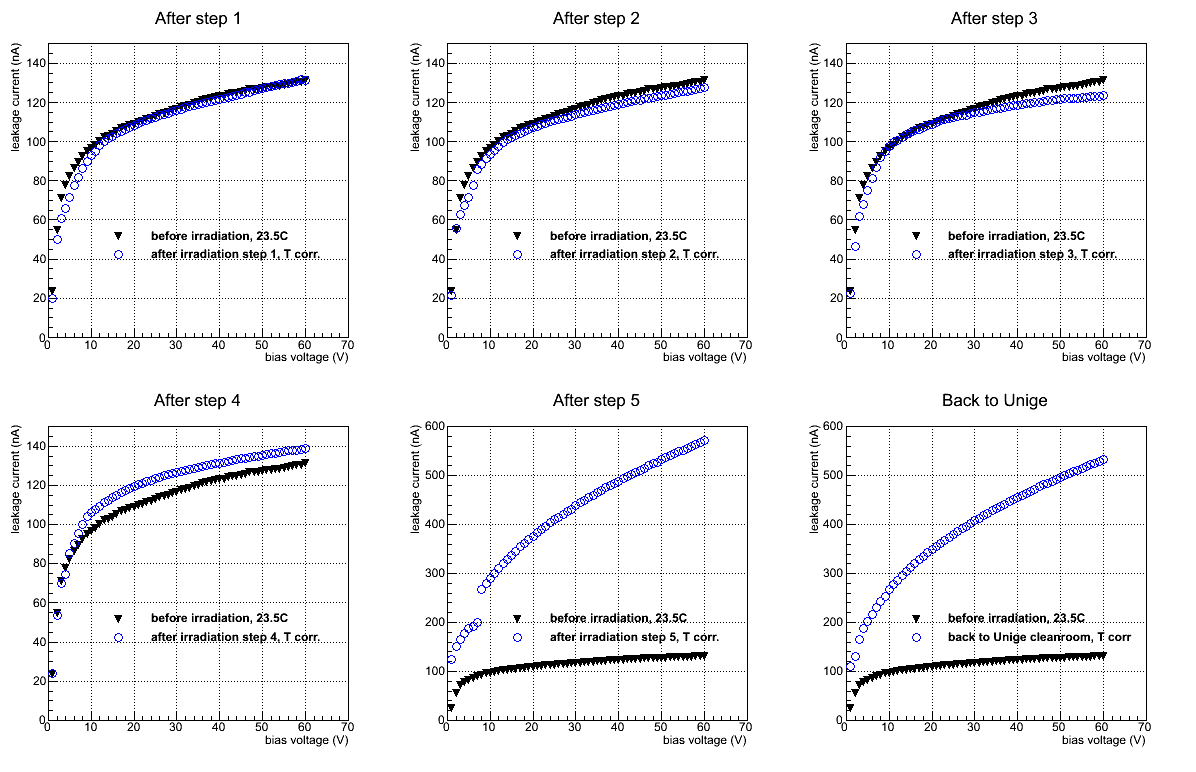 After step 1
leakage current (nA)
140
120
100
80
60
40
20
0
before irradiation, 23.5C
after irradiation step 1, T corr.
0 10 20 30 40 50 60 70
bias voltage (V)
After step 2
leakage current (nA)
140
120
100
80
60
40
20
0
before irradiation, 23.5C
after irradiation step 2, T corr.
0 10 20 30 40 50 60 70
bias voltage (V)
After step 3
leakage current (nA)
140
120
100
80
60
40
20
0
before irradiation, 23.5C
after irradiation step 3, T corr.
0 10 20 30 40 50 60 70
bias voltage (V)
After step 4
leakage current (nA)
140
120
100
80
60
40
20
0
before irradiation, 23.5C
after irradiation step 4, T corr.
0 10 20 30 40 50 60 70
bias voltage (V)
After step 5
leakage current (nA)
600
500
400
300
200
100
0
before irradiation, 23.5C
after irradiation step 5, T corr.
0 10 20 30 40 50 60 70
bias voltage (V)
Back to Unige
leakage current (nA)
600
500
400
300
200
100
0
before irradiation, 23.5C
back to Unige cleanroom, T corr
0 10 20 30 40 50 60 70
bias voltage (V)